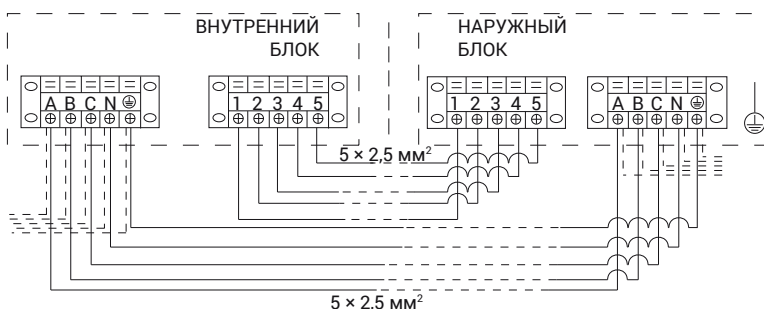 ВНУТРЕННИЙ
БЛОК
НАРУЖНЫЙ
БЛОК
A B C N
1 2 3 4 5
1 2 3 4 5
A B C N
5 × 2,5 мм²
5 × 2,5 мм²